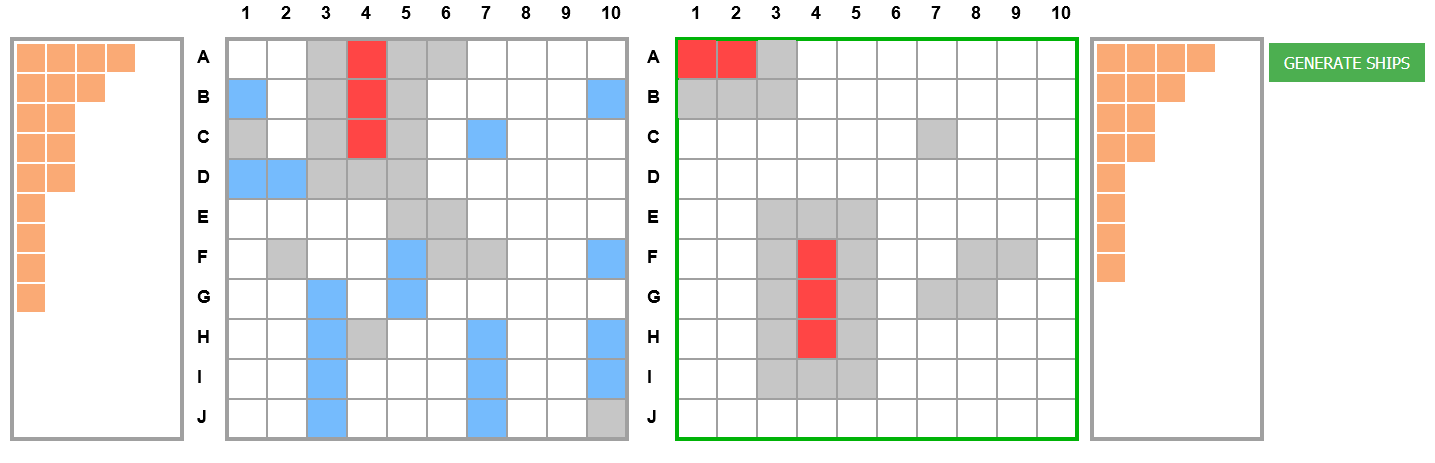 1 2 3 4 5 6 7 8 9 10 1 2 3 4 5 6 7 8 9 10
A A GENERATE SHIPS
B B
C C
D D
E E
F F
G G
H H
I I
J J